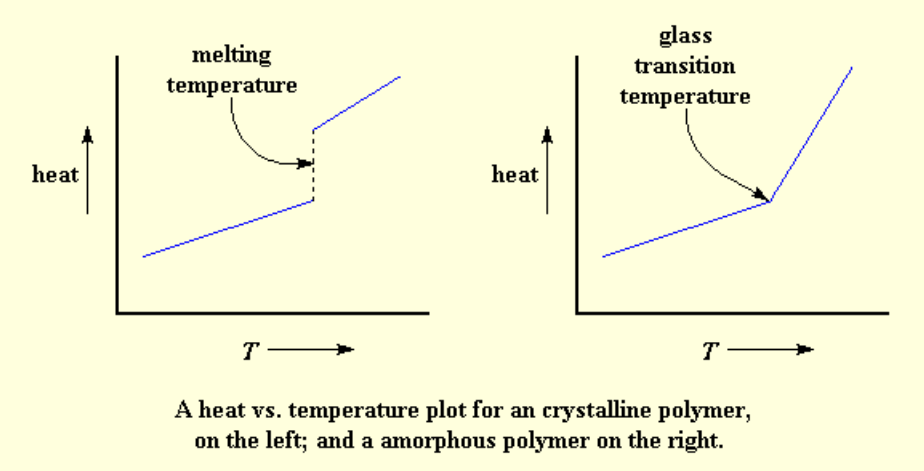 melting
temperature
heat
T
glass
transition
temperature
heat
T
A heat vs. temperature plot for an crystalline polymer,
on the left; and a amorphous polymer on the right.